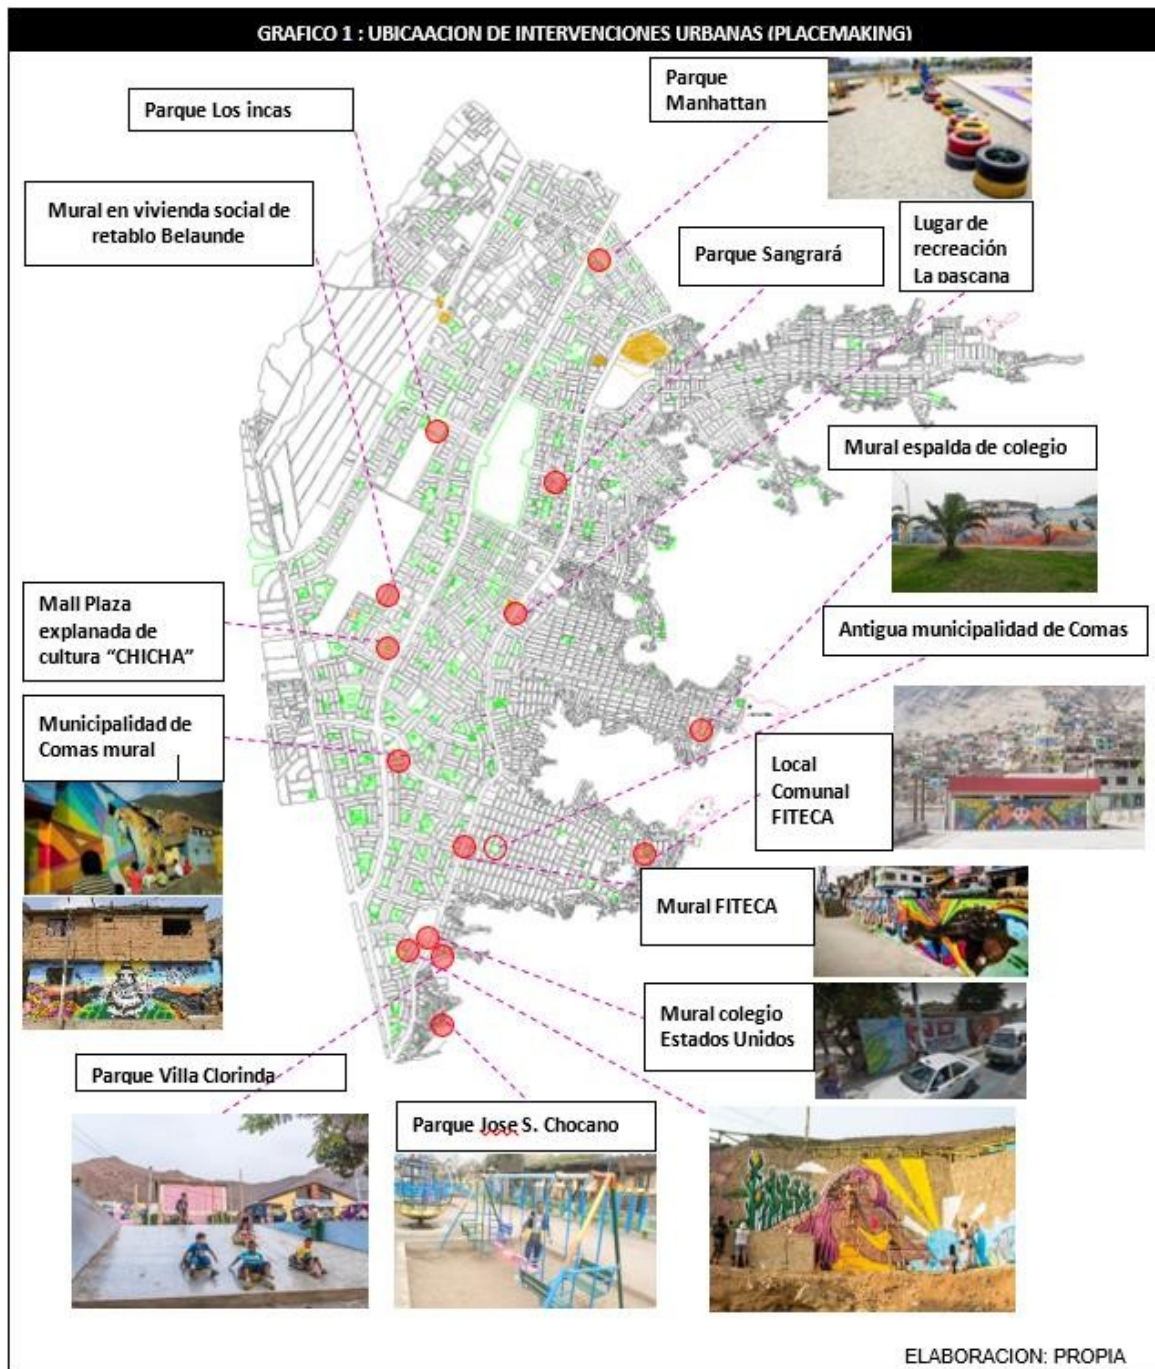 GRAFICO 1 : UBICAACION DE INTERVENCIONES URBANAS (PLACEMAKING)
Parque
Manhattan
Parque Los incas
Mural en vivienda social de
retablo Belaunde
Lugar de
recreación
La pascana
Parque Sangrará
Mural espalda de colegio
Mall Plaza
explanada de
cultura “CHICHA”
Antigua municipalidad de Comas
Municipalidad de
Comas mural
Local
Comunal
FITECA
Mural FITECA
Mural colegio
Estados Unidos
Parque Villa Clorinda
Parque Jose S. Chocano
ELABORACION: PROPIA